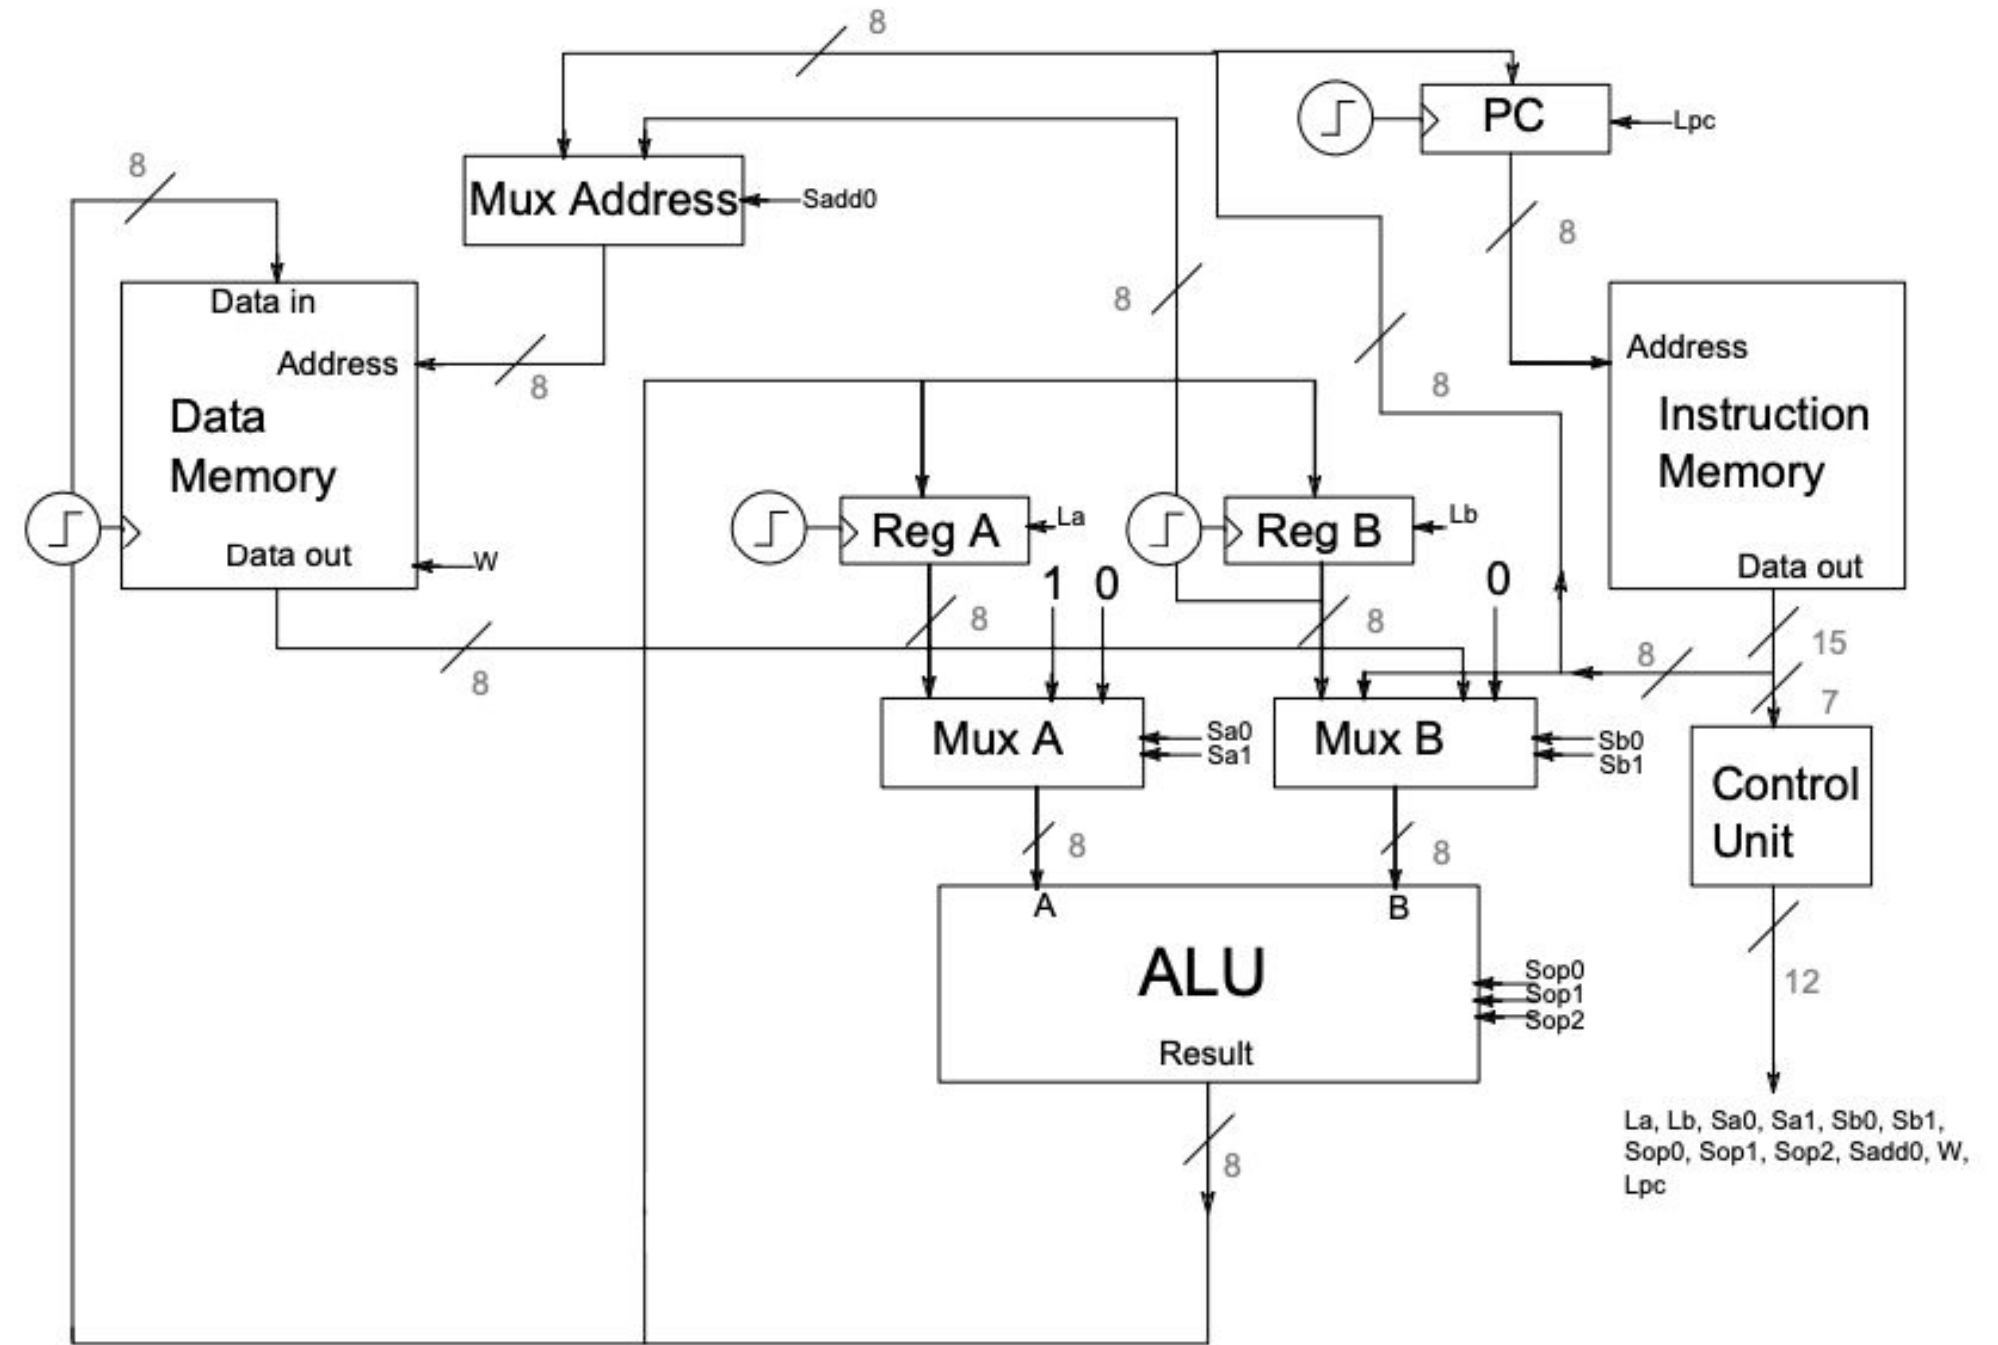 8
PC
Lpc
8
Mux Address
Sadd0
8
8
Data in
Address
8
8
Address
Data
Memory
Instruction
Memory
Data out
W
Reg A
La
Reg B
Lb
Data out
1 0
0
8
8
8
8
15
7
Mux A
Sa0
Sa1
Mux B
Sb0
Sb1
Control
Unit
8
8
A
B
ALU
Sop0
Sop1
Sop2
Result
12
8
La, Lb, Sa0, Sa1, Sb0, Sb1,
Sop0, Sop1, Sop2, Sadd0, W,
Lpc